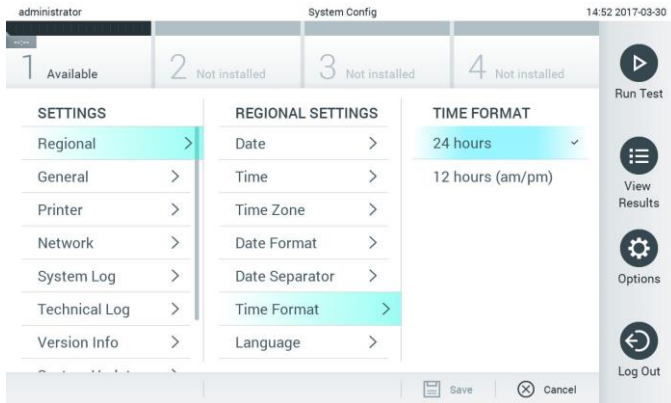 administrator
System Config
14:52 2017-03-30
1 Available
2 Not installed
3 Not installed
4 Not installed
SETTINGS
Regional
General
Printer
Network
System Log
Technical Log
Version Info
REGIONAL SETTINGS
Date
Time
Time Zone
Date Format
Date Separator
Time Format
Language
TIME FORMAT
24 hours
12 hours (am/pm)
Run Test
View
Results
Options
Log Out
Save
Cancel